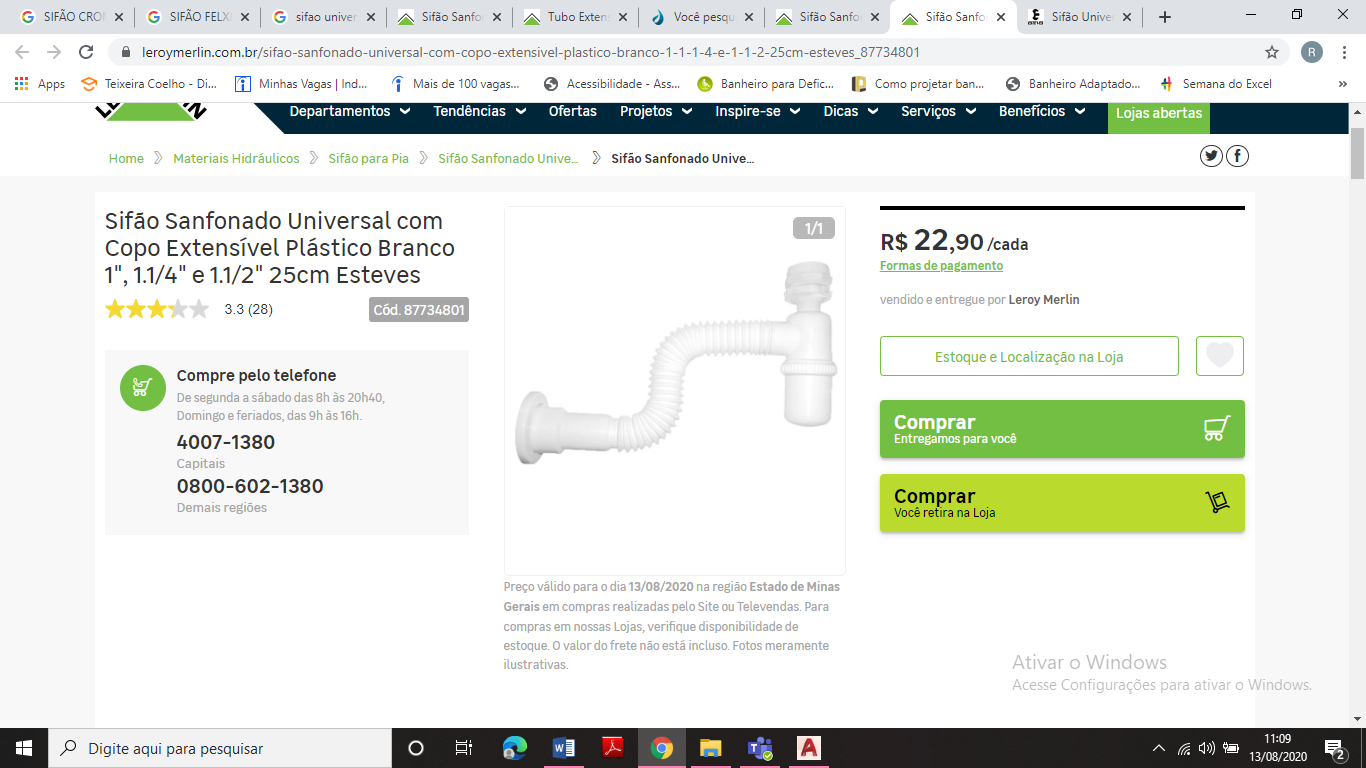 SIFÃO CRO
SIFÃO FELX
sifao univer
Sifão Sanfo
Tubo Exten
Você pesqu
Sifão Sanfo
Sifão Sanfo
Sifão Unive
leroymerlin.com.br/sifao-sanfonado-universal-com-copo-extensivel-plastico-branco-1-1-1-4-e-1-1-2-25cm-esteves_87734801
R
Apps
Teixeira Coelho - Di...
Minhas Vagas | Ind...
Mais de 100 vagas...
Acessibilidade - Ass...
Banheiro para Defic...
Como projetar ban...
Banheiro Adaptado...
Semana do Excel
»
Departamentos
Tendências
Ofertas
Projetos
Inspire-se
Dicas
Serviços
Benefícios
Lojas abertas
Home
Materiais Hidráulicos
Sifão para Pia
Sifão Sanfonado Unive...
Sifão Sanfonado Unive...
Sifão Sanfonado Universal com
Copo Extensível Plástico Branco
1", 1.1/4" e 1.1/2" 25cm Esteves
3.3 (28)
Cód. 87734801
Compre pelo telefone
De segunda a sábado das 8h às 20h40,
Domingo e feriados, das 9h às 16h.
4007-1380
Capitais
0800-602-1380
Demais regiões
1/1
Preço válido para o dia 13/08/2020 na região Estado de Minas
Gerais em compras realizadas pelo Site ou Televendas. Para
compras em nossas Lojas, verifique disponibilidade de
estoque. O valor do frete não está incluso. Fotos meramente
ilustrativas.
R$ 22,90 /cada
Formas de pagamento
vendido e entregue por Leroy Merlin
Estoque e Localização na Loja
Comprar
Entregamos para você
Comprar
Você retira na Loja
Ativar o Windows
Acesse Configurações para ativar o Windows.
Digite aqui para pesquisar
11:09
13/08/2020
2